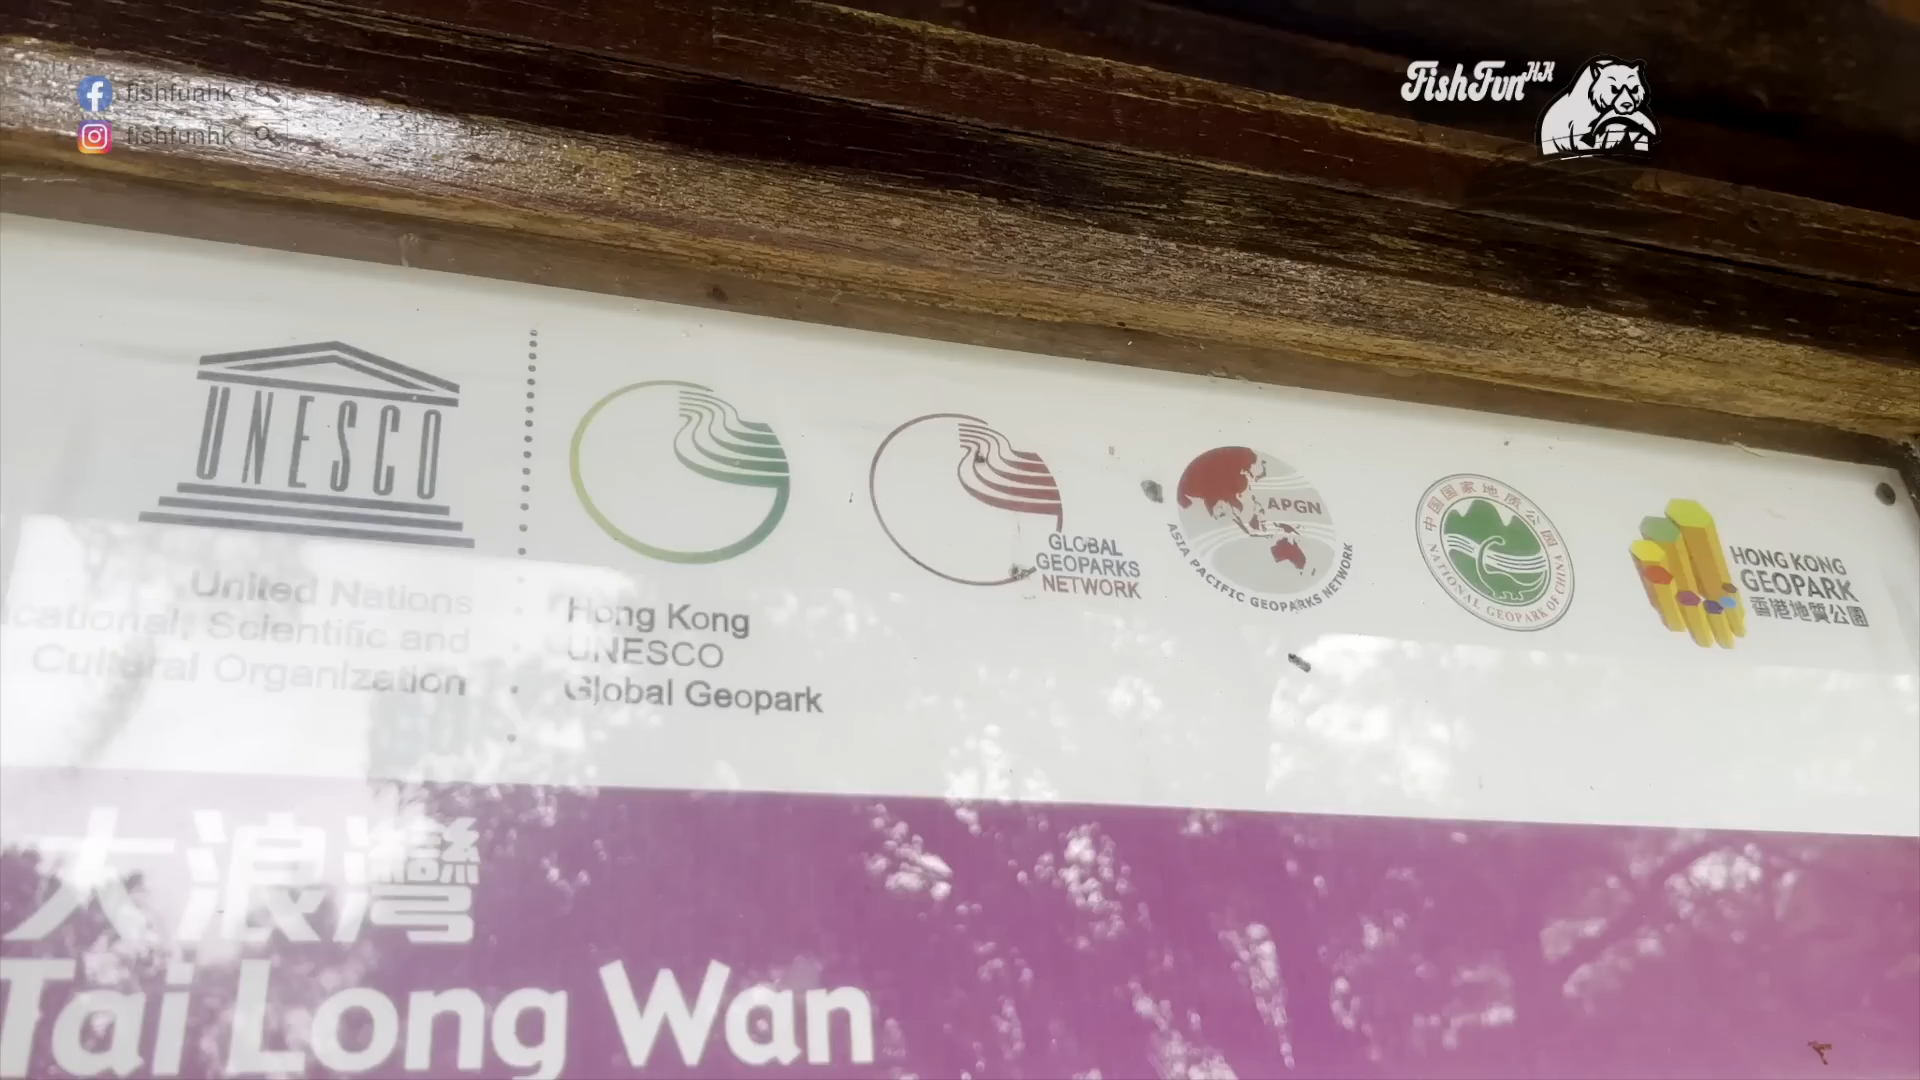 fishfunhk
fishfunhk
FishFunHK
UNESCO
United Nations
Scientific and
Cultural Organization
Hong Kong
UNESCO
Global Geopark
GLOBAL
GEOPARKS
NETWORK
APGN
ASIA PACIFIC GEOPARKS NETWORK
中国国家地质公园
NATIONAL GEOPARK OF CHINA
HONG KONG
GEOPARK
香港地質公園
大浪灣
Tai Long Wan